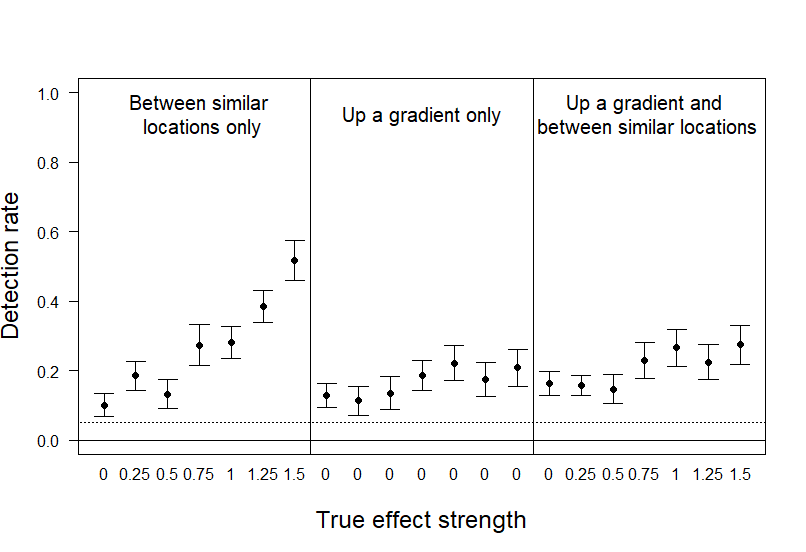 Between similar
locations only
Up a gradient only
Up a gradient and
between similar locations
Detection rate
1.0
0.8
0.6
0.4
0.2
0.0
0 0.25 0.5 0.75 1 1.25 1.5 0 0 0 0 0 0 0 0 0.25 0.5 0.75 1 1.25 1.5
True effect strength